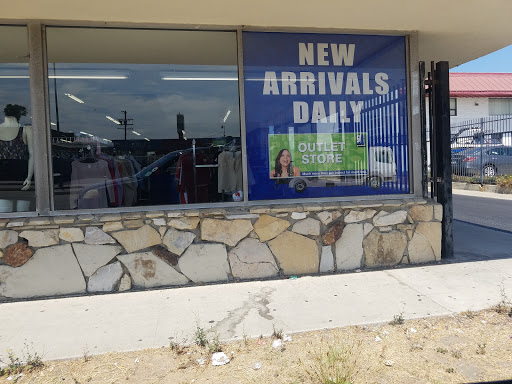 NEW
ARRIVALS
DAILY
OUTLET
STORE